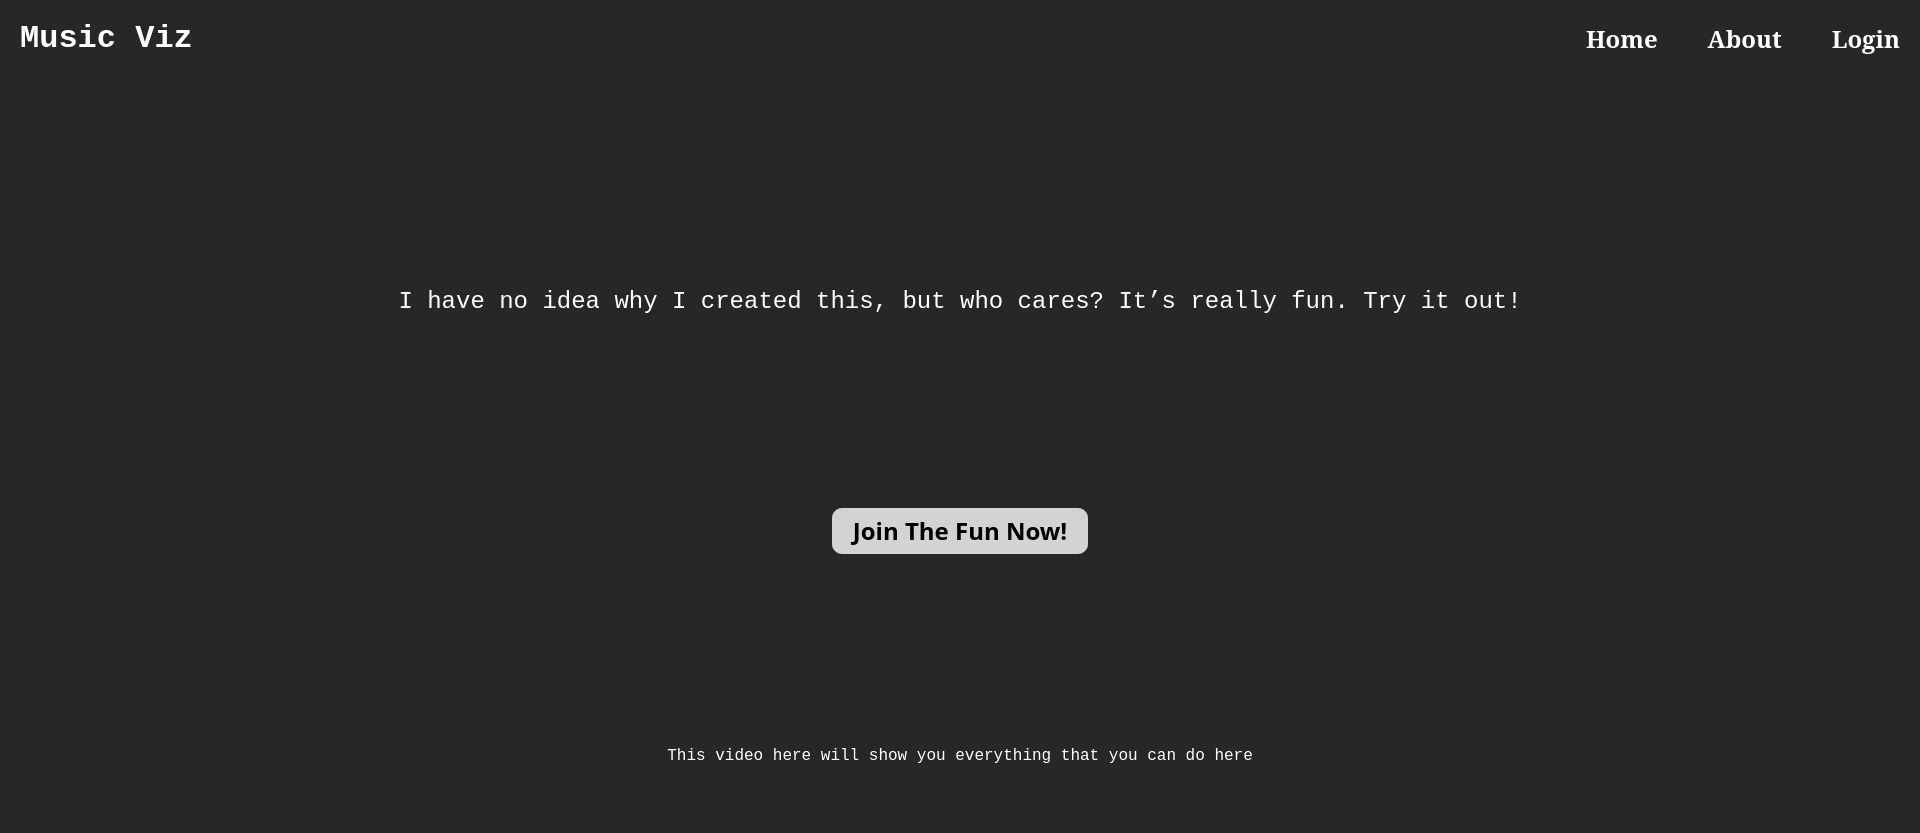 Music Viz
Home About Login
I have no idea why I created this, but who cares? It’s really fun. Try it out!
Join The Fun Now!
This video here will show you everything that you can do here